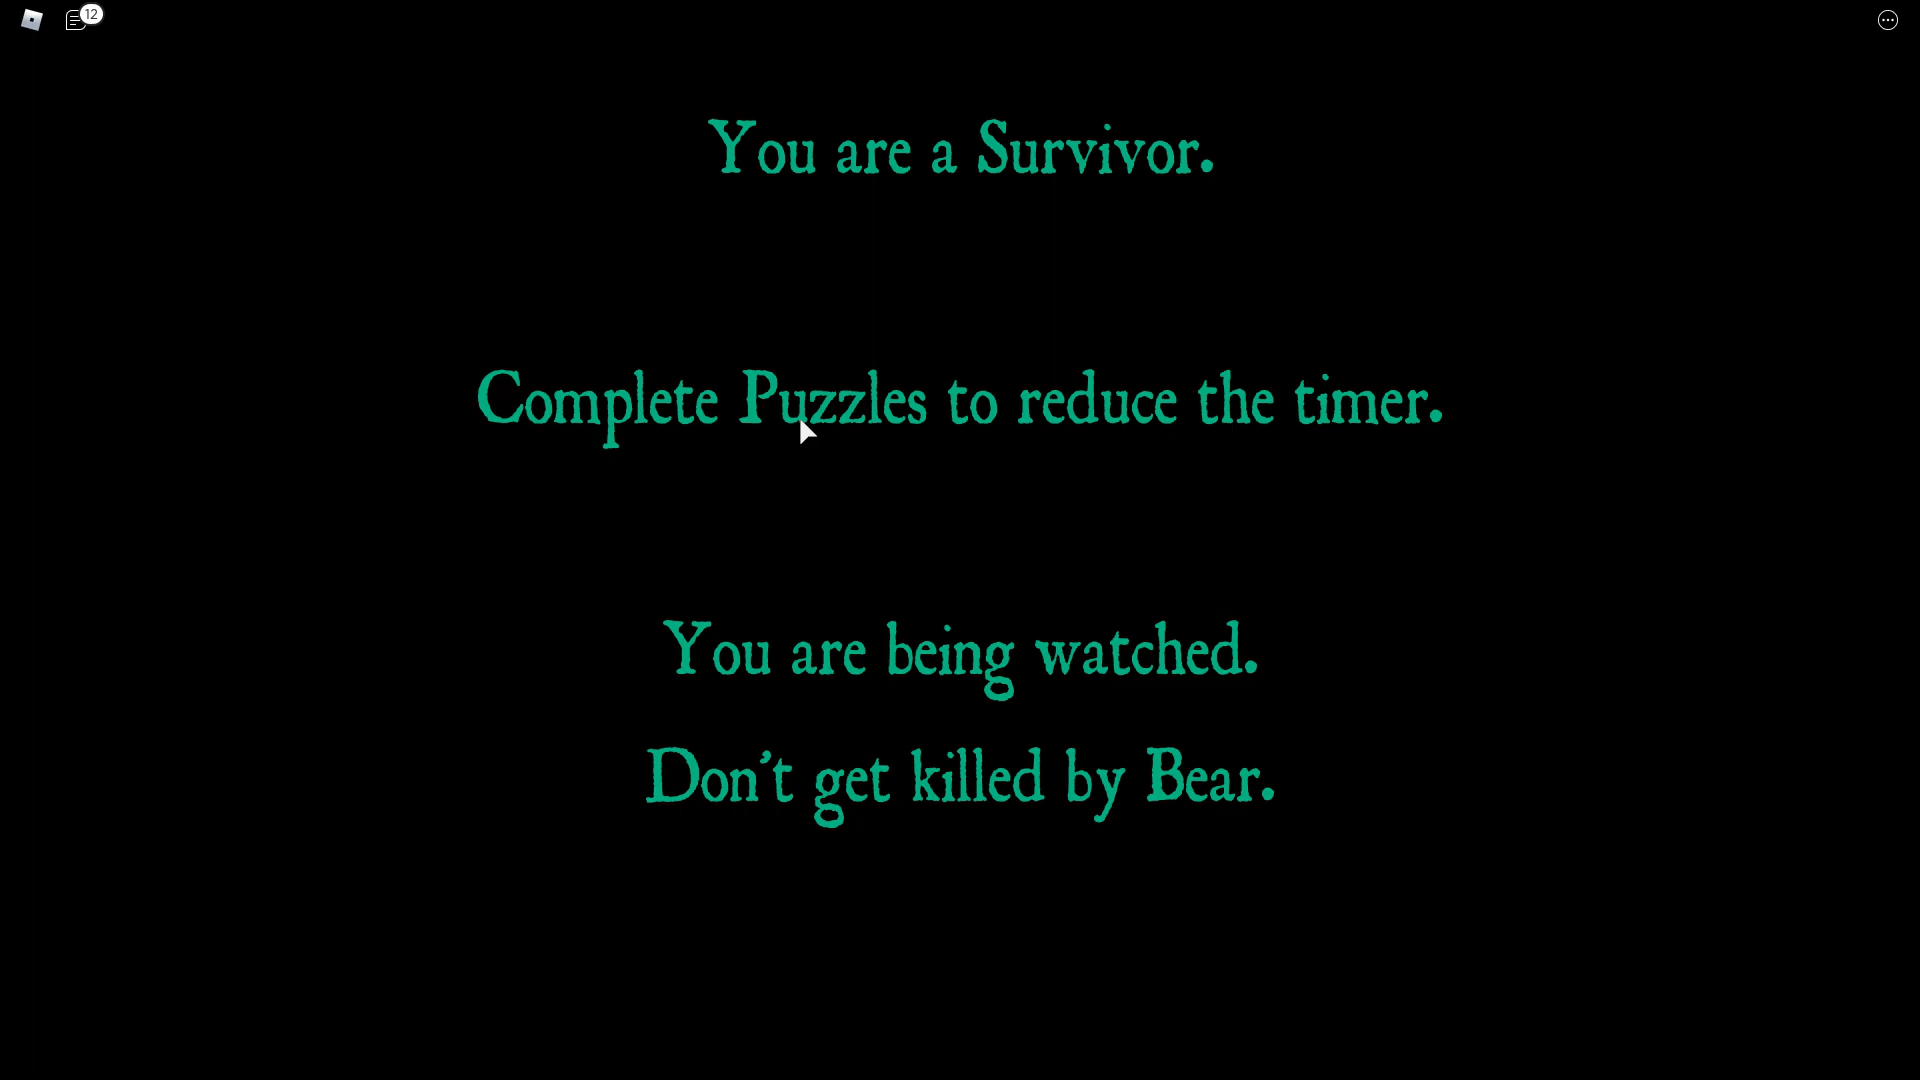 12
You are a Survivor.
Complete Puzzles to reduce the timer.
You are being watched.
Don't get killed by Bear.